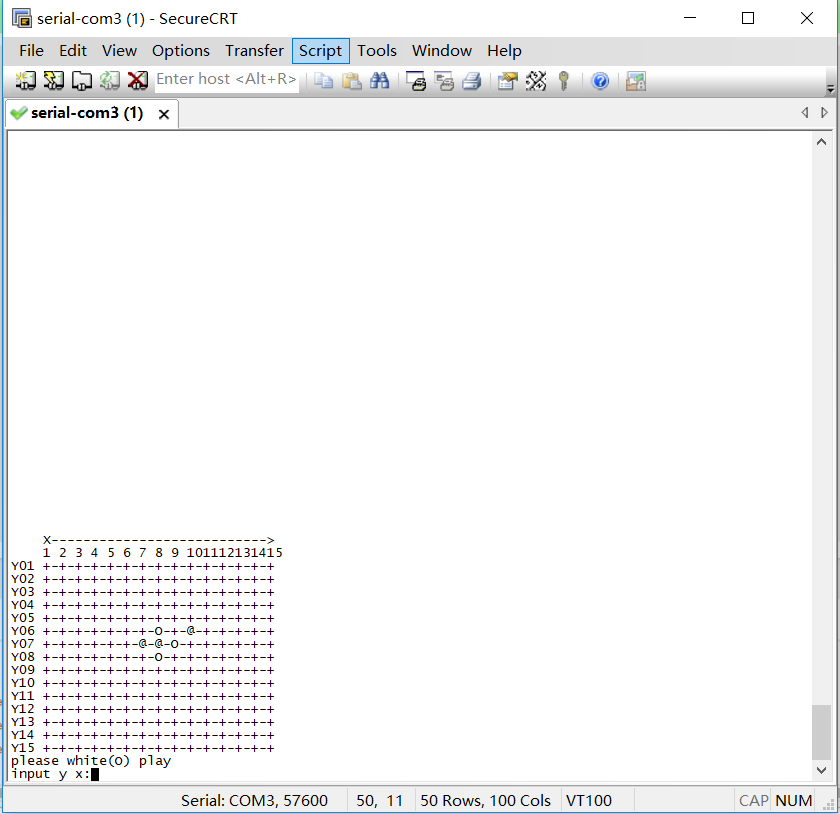 serial-com3 (1) - SecureCRT
File Edit View Options Transfer Script Tools Window Help
Enter host <Alt+R>
serial-com3 (1)
    X--------------------------->
    1 2 3 4 5 6 7 8 9 101112131415
Y01 +-+-+-+-+-+-+-+-+-+-+-+-+-+-+
Y02 +-+-+-+-+-+-+-+-+-+-+-+-+-+-+
Y03 +-+-+-+-+-+-+-+-+-+-+-+-+-+-+
Y04 +-+-+-+-+-+-+-+-+-+-+-+-+-+-+
Y05 +-+-+-+-+-+-+-+-+-+-+-+-+-+-+
Y06 +-+-+-+-+-+-+-O-+-@-+-+-+-+-+
Y07 +-+-+-+-+-+-@-@-O-+-+-+-+-+-+
Y08 +-+-+-+-+-+-+-O-+-+-+-+-+-+-+
Y09 +-+-+-+-+-+-+-+-+-+-+-+-+-+-+
Y10 +-+-+-+-+-+-+-+-+-+-+-+-+-+-+
Y11 +-+-+-+-+-+-+-+-+-+-+-+-+-+-+
Y12 +-+-+-+-+-+-+-+-+-+-+-+-+-+-+
Y13 +-+-+-+-+-+-+-+-+-+-+-+-+-+-+
Y14 +-+-+-+-+-+-+-+-+-+-+-+-+-+-+
Y15 +-+-+-+-+-+-+-+-+-+-+-+-+-+-+
please white(O) play
input y x:
Serial: COM3, 57600 50, 11 50 Rows, 100 Cols VT100 CAP NUM